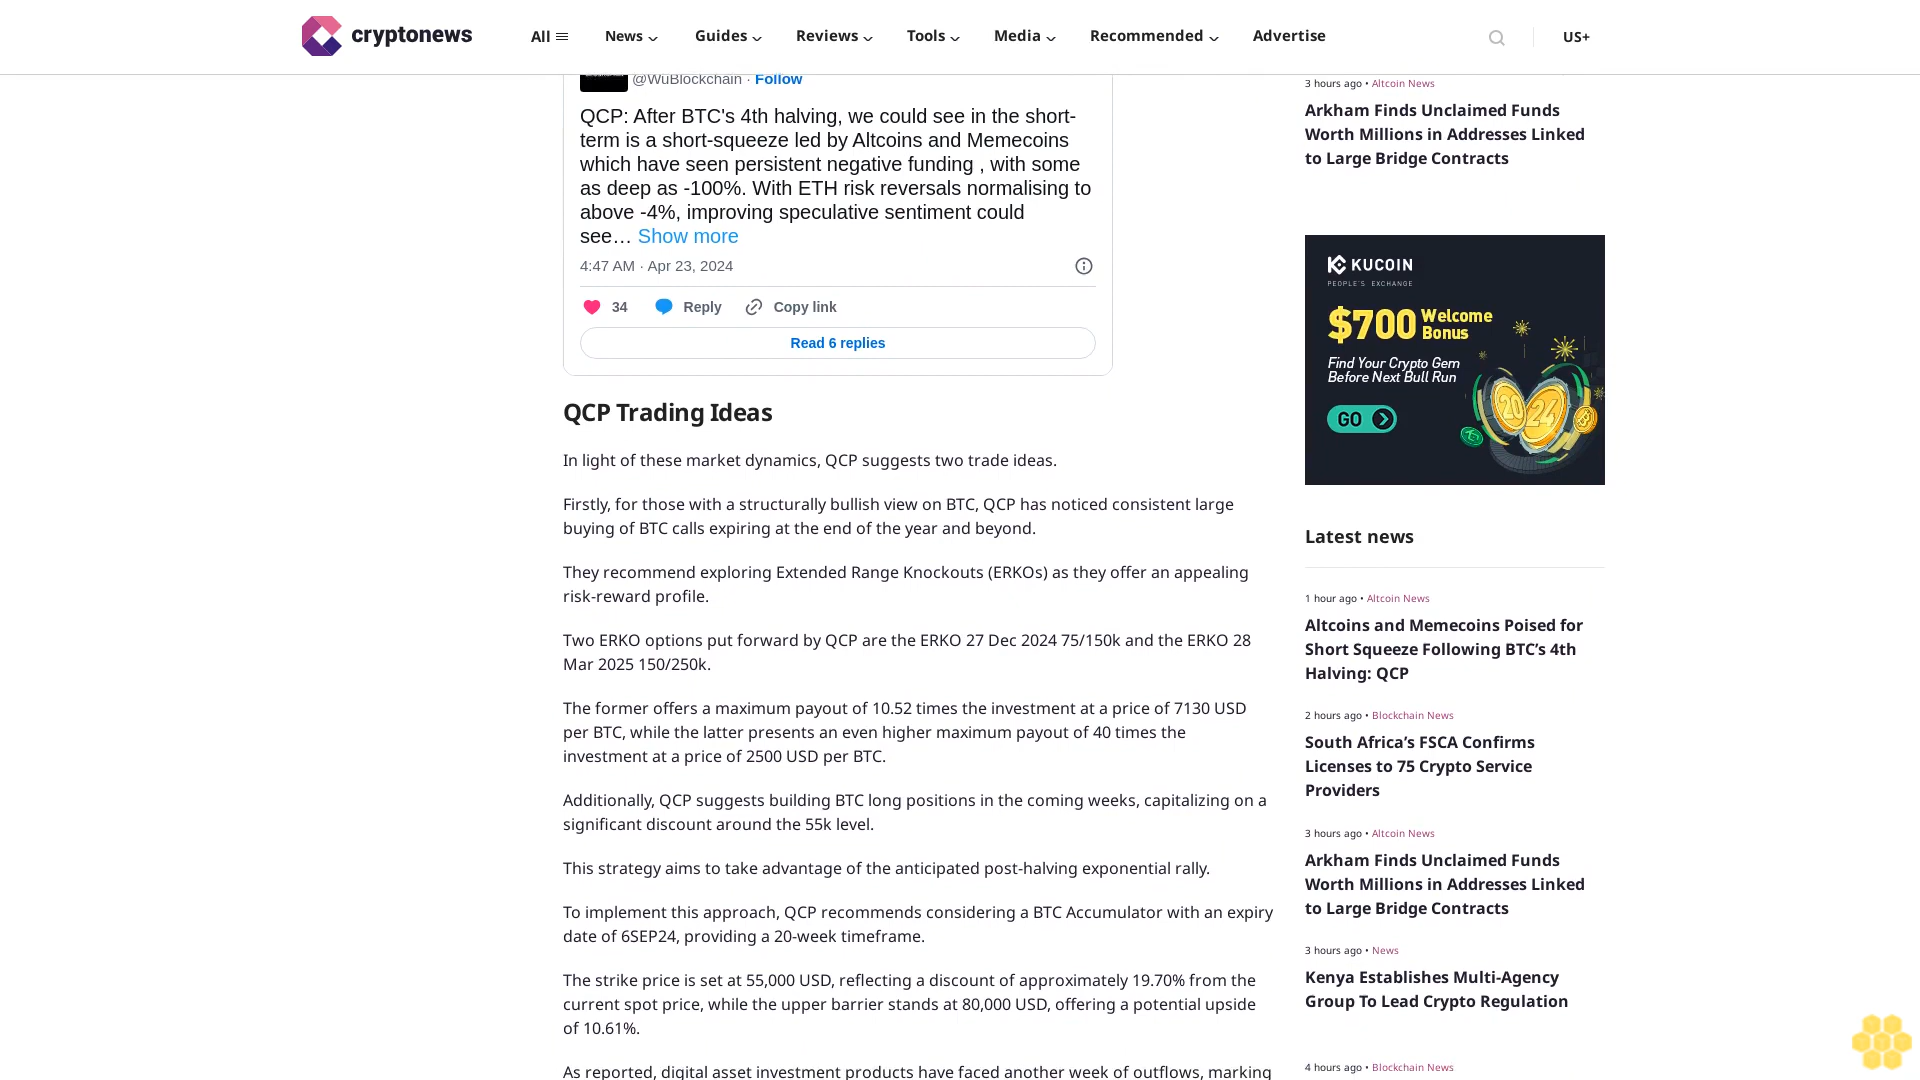 cryptonews
All
News
Guides
Reviews
Tools
Media
Recommended
Advertise
US+
@WuBlockchain · Follow
QCP: After BTC's 4th halving, we could see in the short-
term is a short-squeeze led by Altcoins and Memecoins
which have seen persistent negative funding , with some
as deep as -100%. With ETH risk reversals normalising to
above -4%, improving speculative sentiment could
see… Show more
4:47 AM · Apr 23, 2024
34
Reply
Copy link
Read 6 replies
QCP Trading Ideas
In light of these market dynamics, QCP suggests two trade ideas.
Firstly, for those with a structurally bullish view on BTC, QCP has noticed consistent large
buying of BTC calls expiring at the end of the year and beyond.
They recommend exploring Extended Range Knockouts (ERKOs) as they offer an appealing
risk-reward profile.
Two ERKO options put forward by QCP are the ERKO 27 Dec 2024 75/150k and the ERKO 28
Mar 2025 150/250k.
The former offers a maximum payout of 10.52 times the investment at a price of 7130 USD
per BTC, while the latter presents an even higher maximum payout of 40 times the
investment at a price of 2500 USD per BTC.
Additionally, QCP suggests building BTC long positions in the coming weeks, capitalizing on a
significant discount around the 55k level.
This strategy aims to take advantage of the anticipated post-halving exponential rally.
To implement this approach, QCP recommends considering a BTC Accumulator with an expiry
date of 6SEP24, providing a 20-week timeframe.
The strike price is set at 55,000 USD, reflecting a discount of approximately 19.70% from the
current spot price, while the upper barrier stands at 80,000 USD, offering a potential upside
of 10.61%.
As reported, digital asset investment products have faced another week of outflows, marking
3 hours ago • Altcoin News
Arkham Finds Unclaimed Funds
Worth Millions in Addresses Linked
to Large Bridge Contracts
KUCOIN
PEOPLE'S EXCHANGE
$700 Welcome
Bonus
Find Your Crypto Gem
Before Next Bull Run
GO
20
24
Latest news
1 hour ago • Altcoin News
Altcoins and Memecoins Poised for
Short Squeeze Following BTC’s 4th
Halving: QCP
2 hours ago • Blockchain News
South Africa’s FSCA Confirms
Licenses to 75 Crypto Service
Providers
3 hours ago • Altcoin News
Arkham Finds Unclaimed Funds
Worth Millions in Addresses Linked
to Large Bridge Contracts
3 hours ago • News
Kenya Establishes Multi-Agency
Group To Lead Crypto Regulation
4 hours ago • Blockchain News